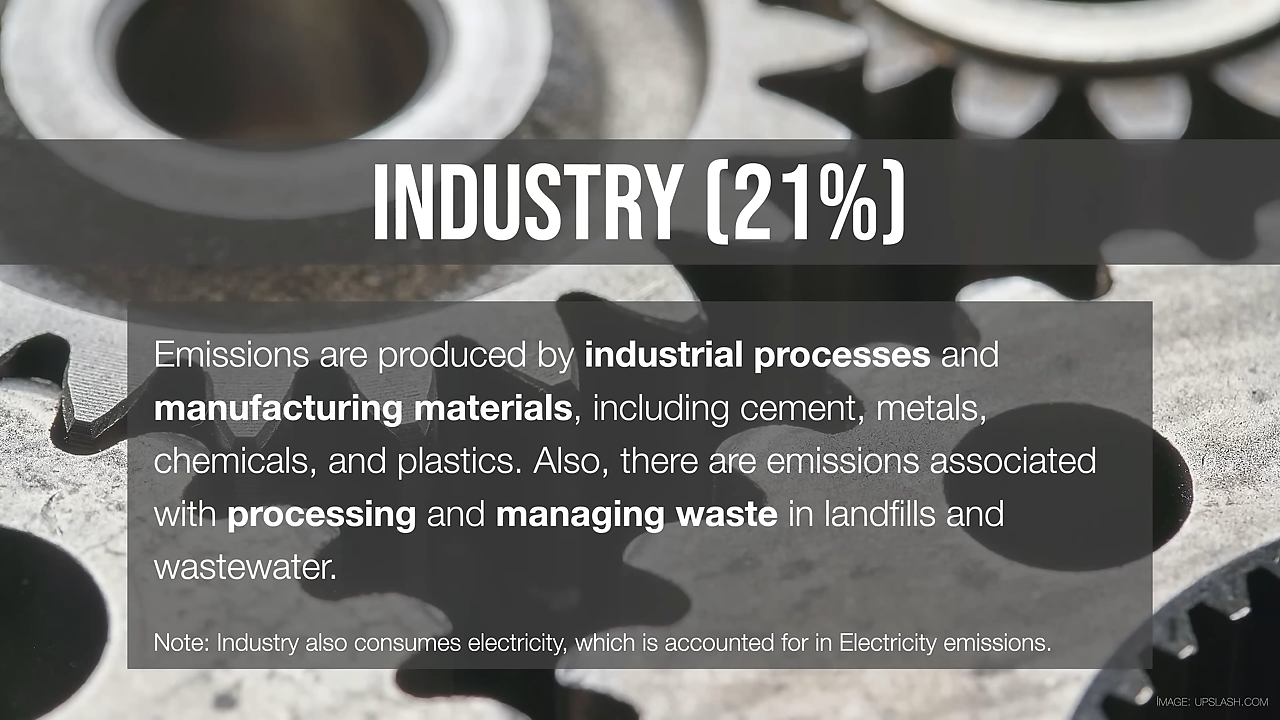 INDUSTRY (21%)
Emissions are produced by industrial processes and
manufacturing materials, including cement, metals,
chemicals, and plastics. Also, there are emissions associated
with processing and managing waste in landfills and
wastewater.
Note: Industry also consumes electricity, which is accounted for in Electricity emissions.
IMAGE: UPSLASH.COM